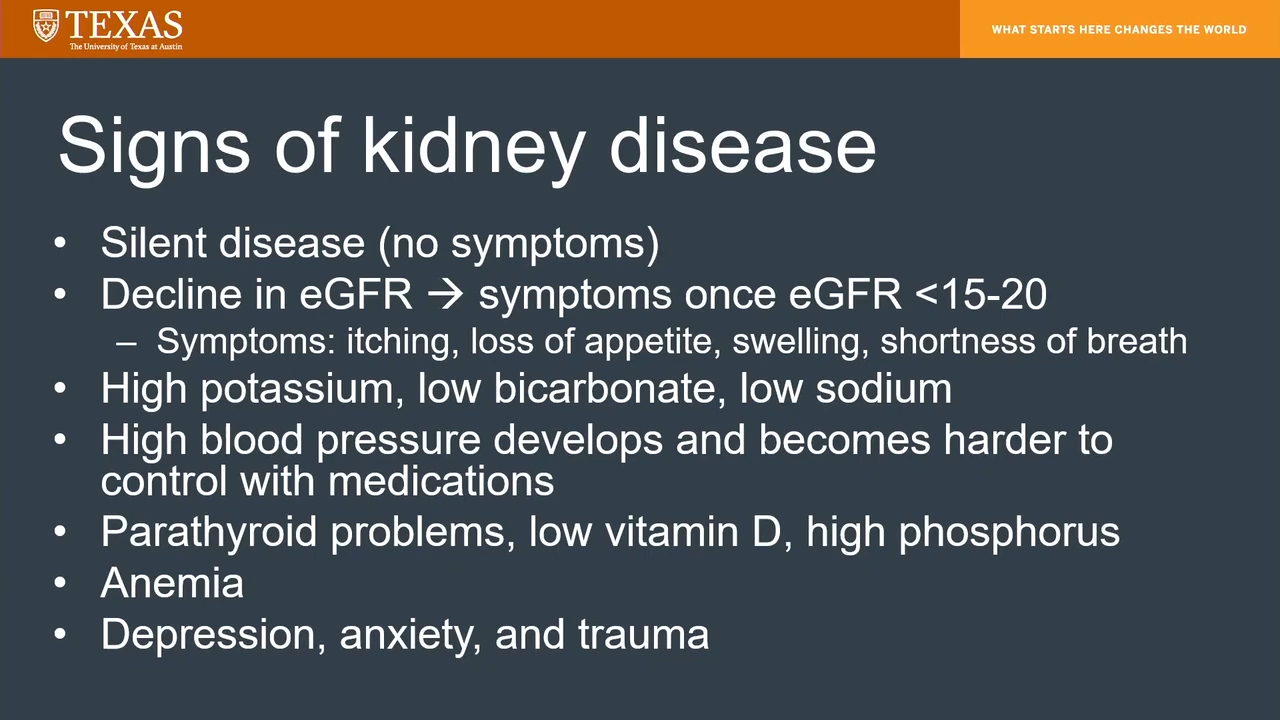 TEXAS
The University of Texas at Austin
WHAT STARTS HERE CHANGES THE WORLD
Signs of kidney disease
• Silent disease (no symptoms)
• Decline in eGFR → symptoms once eGFR <15-20
– Symptoms: itching, loss of appetite, swelling, shortness of breath
• High potassium, low bicarbonate, low sodium
• High blood pressure develops and becomes harder to
control with medications
• Parathyroid problems, low vitamin D, high phosphorus
• Anemia
• Depression, anxiety, and trauma